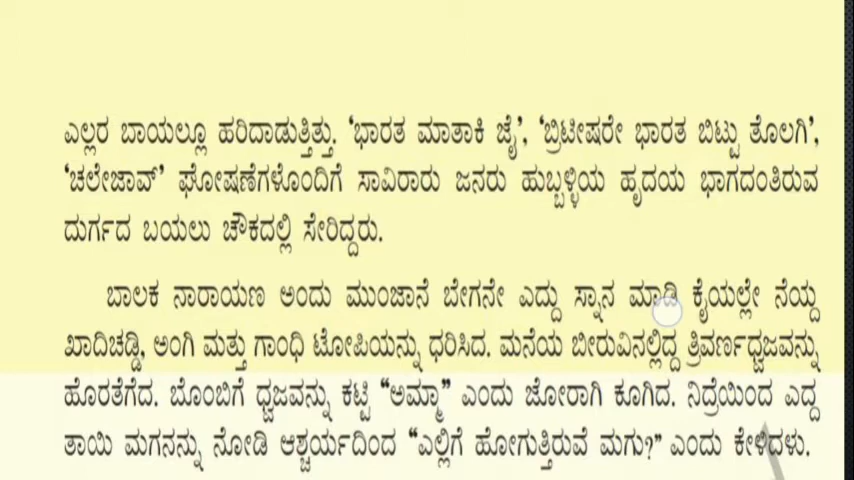 ಎಲ್ಲರ ಬಾಯಲ್ಲೂ ಹರಿದಾಡುತ್ತಿತ್ತು. ‘ಭಾರತ ಮಾತಾಕಿ ಜೈ’, ‘ಬ್ರಿಟೀಷರೇ ಭಾರತ ಬಿಟ್ಟು ತೊಲಗಿ’,
‘ಚಲೇಜಾವ್’ ಘೋಷಣೆಗಳೊಂದಿಗೆ ಸಾವಿರಾರು ಜನರು ಹುಬ್ಬಳ್ಳಿಯ ಹೃದಯ ಭಾಗದಂತಿರುವ
ದುರ್ಗದ ಬಯಲು ಚೌಕದಲ್ಲಿ ಸೇರಿದ್ದರು.
ಬಾಲಕ ನಾರಾಯಣ ಅಂದು ಮುಂಜಾನೆ ಬೇಗನೇ ಎದ್ದು ಸ್ನಾನ ಮಾಡಿ ಕೈಯಲ್ಲೇ ನೆಯ್ದ
ಖಾದಿಚಡ್ಡಿ, ಅಂಗಿ ಮತ್ತು ಗಾಂಧಿ ಟೋಪಿಯನ್ನು ಧರಿಸಿದ. ಮನೆಯ ಬೀರುವಿನಲ್ಲಿದ್ದ ತ್ರಿವರ್ಣಧ್ವಜವನ್ನು
ಹೊರತೆಗೆದ. ಬೊಂಬಿಗೆ ಧ್ವಜವನ್ನು ಕಟ್ಟಿ “ಅಮ್ಮಾ” ಎಂದು ಜೋರಾಗಿ ಕೂಗಿದ. ನಿದ್ರೆಯಿಂದ ಎದ್ದ
ತಾಯಿ ಮಗನನ್ನು ನೋಡಿ ಆಶ್ಚರ್ಯದಿಂದ “ಎಲ್ಲಿಗೆ ಹೋಗುತ್ತಿರುವೆ ಮಗು?” ಎಂದು ಕೇಳಿದಳು.